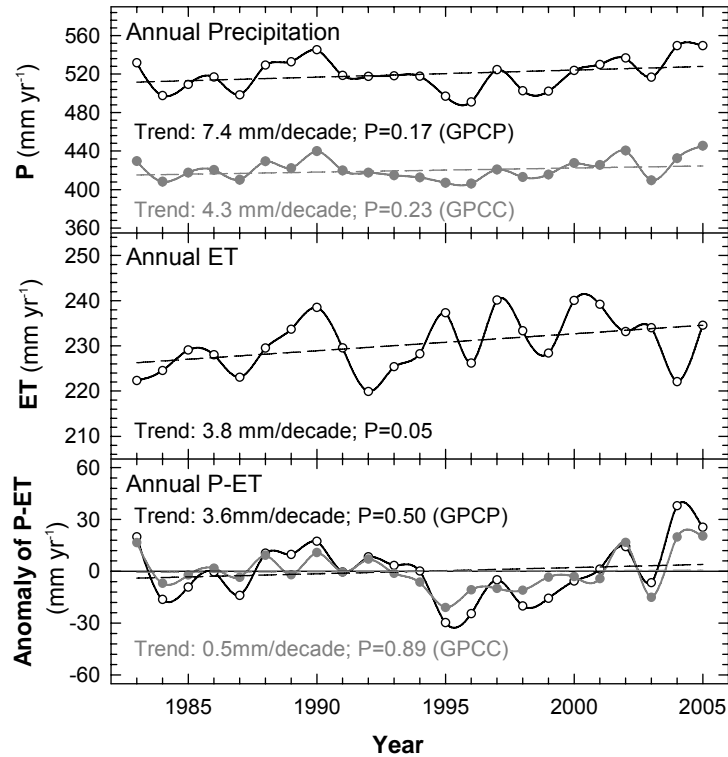 Annual Precipitation
560
520
480
440
400
360
P (mm yr⁻¹)
Trend: 7.4 mm/decade; P=0.17 (GPCP)
Trend: 4.3 mm/decade; P=0.23 (GPCC)
Annual ET
250
240
230
220
210
ET (mm yr⁻¹)
Trend: 3.8 mm/decade; P=0.05
Annual P-ET
60
30
0
-30
-60
Anomaly of P-ET
(mm yr⁻¹)
Trend: 3.6mm/decade; P=0.50 (GPCP)
Trend: 0.5mm/decade; P=0.89 (GPCC)
1985 1990 1995 2000 2005
Year